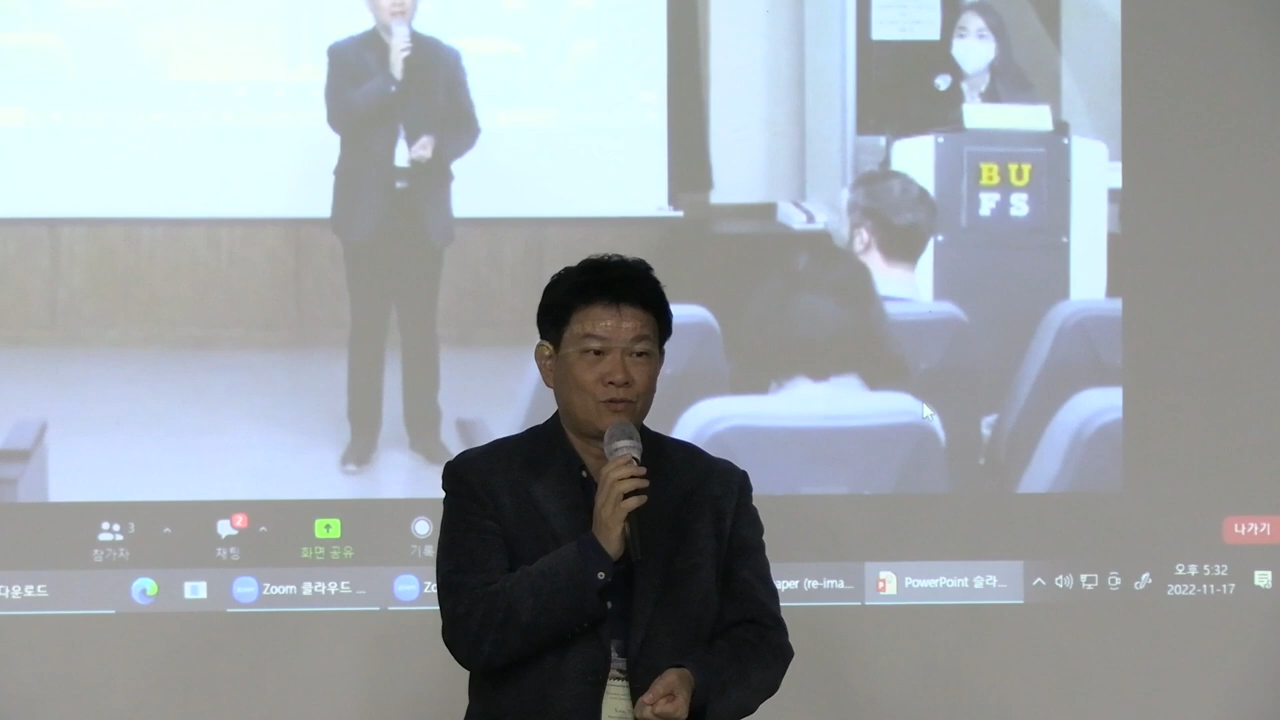 BU
FS
3
2
참가자
채팅
화면 공유
기록
나가기
다운로드
Zoom 클라우드 ...
Zo
aper (re-ima...
PowerPoint 슬라...
오후 5:32
2022-11-17